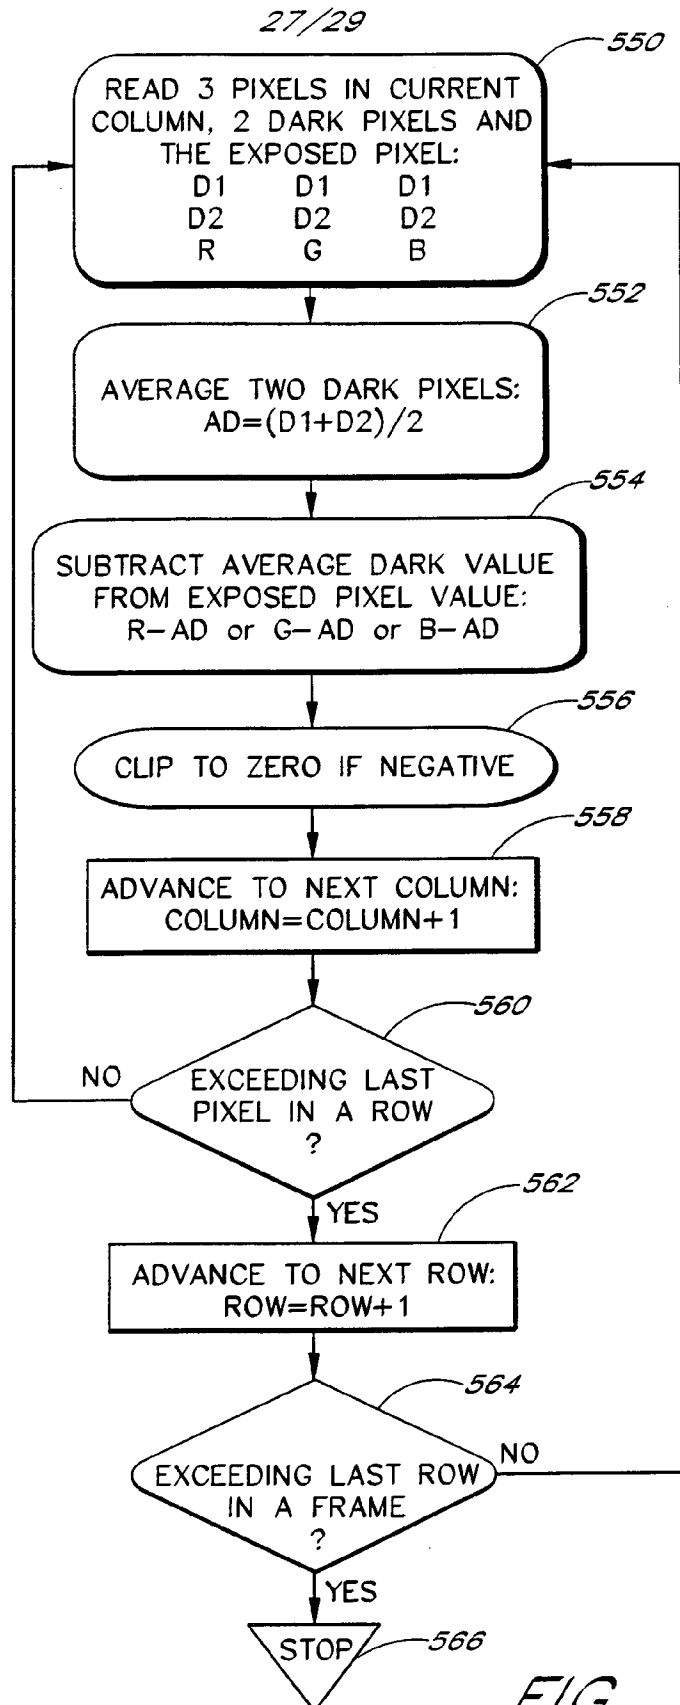 27/29
550
READ 3 PIXELS IN CURRENT
COLUMN, 2 DARK PIXELS AND
THE EXPOSED PIXEL:
D1 D1 D1
D2 D2 D2
R G B
552
AVERAGE TWO DARK PIXELS:
AD=(D1+D2)/2
554
SUBTRACT AVERAGE DARK VALUE
FROM EXPOSED PIXEL VALUE:
R-AD or G-AD or B-AD
556
CLIP TO ZERO IF NEGATIVE
558
ADVANCE TO NEXT COLUMN:
COLUMN=COLUMN+1
560
NO
EXCEEDING LAST
PIXEL IN A ROW
?
YES
562
ADVANCE TO NEXT ROW:
ROW=ROW+1
564
NO
EXCEEDING LAST ROW
IN A FRAME
?
YES
STOP
566
FIG